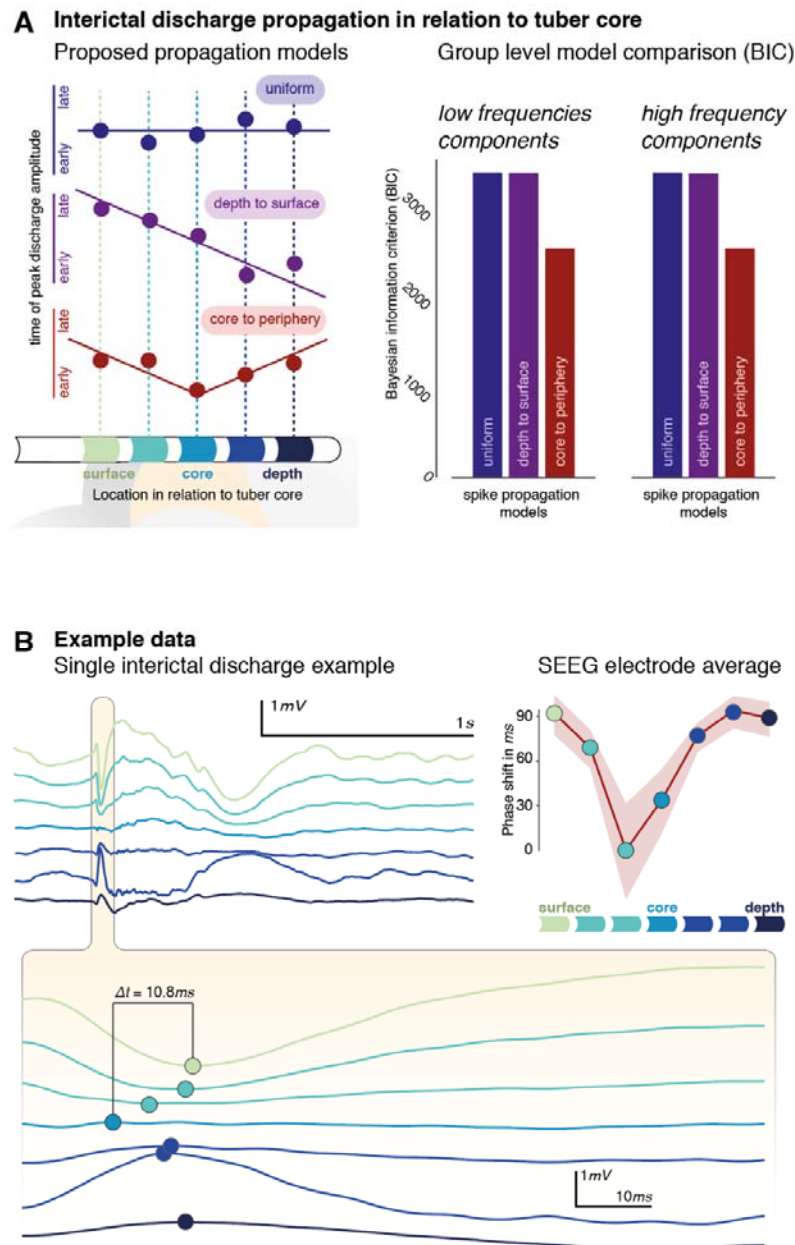 A Interictal discharge propagation in relation to tuber core
Proposed propagation models
Group level model comparison (BIC)
time of peak discharge amplitude
late
early
uniform
late
early
depth to surface
late
early
core to periphery
surface core depth
Location in relation to tuber core
low frequencies
components
high frequency
components
Bayesian information criterion (BIC)
3000
2000
1000
0
uniform
depth to surface
core to periphery
spike propagation
models
uniform
depth to surface
core to periphery
spike propagation
models
B Example data
Single interictal discharge example
1mV
1s
SEEG electrode average
Phase shift in ms
90
60
30
0
surface core depth
Δt = 10.8ms
1mV
10ms